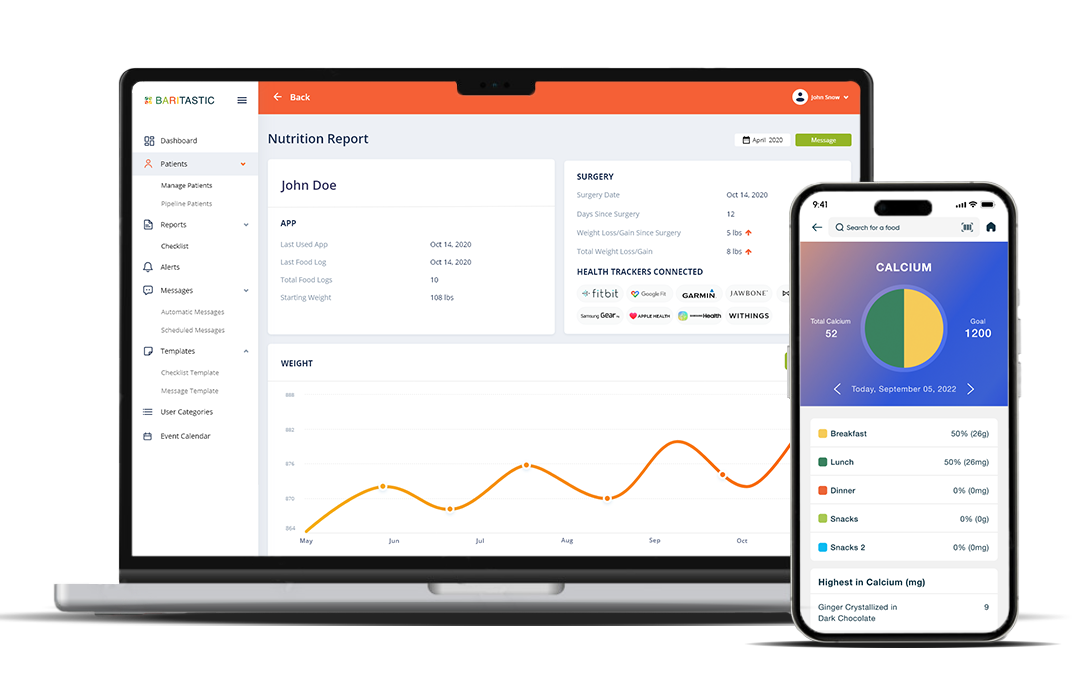 BARITASTIC
Back
John Snow
Dashboard
Patients
Manage Patients
Pipeline Patients
Reports
Checklist
Alerts
Messages
Automatic Messages
Scheduled Messages
Templates
Checklist Template
Message Template
User Categories
Event Calendar
Nutrition Report
April 2020
Message
John Doe
APP
Last Used App Oct 14, 2020
Last Food Log Oct 14, 2020
Total Food Logs 10
Starting Weight 108 lbs
SURGERY
Surgery Date Oct 14, 2020
Days Since Surgery 12
Weight Loss/Gain Since Surgery 5 lbs
Total Weight Loss/Gain 8 lbs
HEALTH TRACKERS CONNECTED
fitbit Google Fit GARMIN JAWBONE
Samsung Gear APPLE HEALTH Health WITHINGS
WEIGHT
888
882
876
870
864
May Jun Jul Aug Sep Oct
9:41
Search for a food
CALCIUM
Total Calcium
52
Goal
1200
Today, September 05, 2022
Breakfast 50% (26g)
Lunch 50% (26mg)
Dinner 0% (0mg)
Snacks 0% (0g)
Snacks 2 0% (0mg)
Highest in Calcium (mg)
Ginger Crystallized in 9
Dark Chocolate